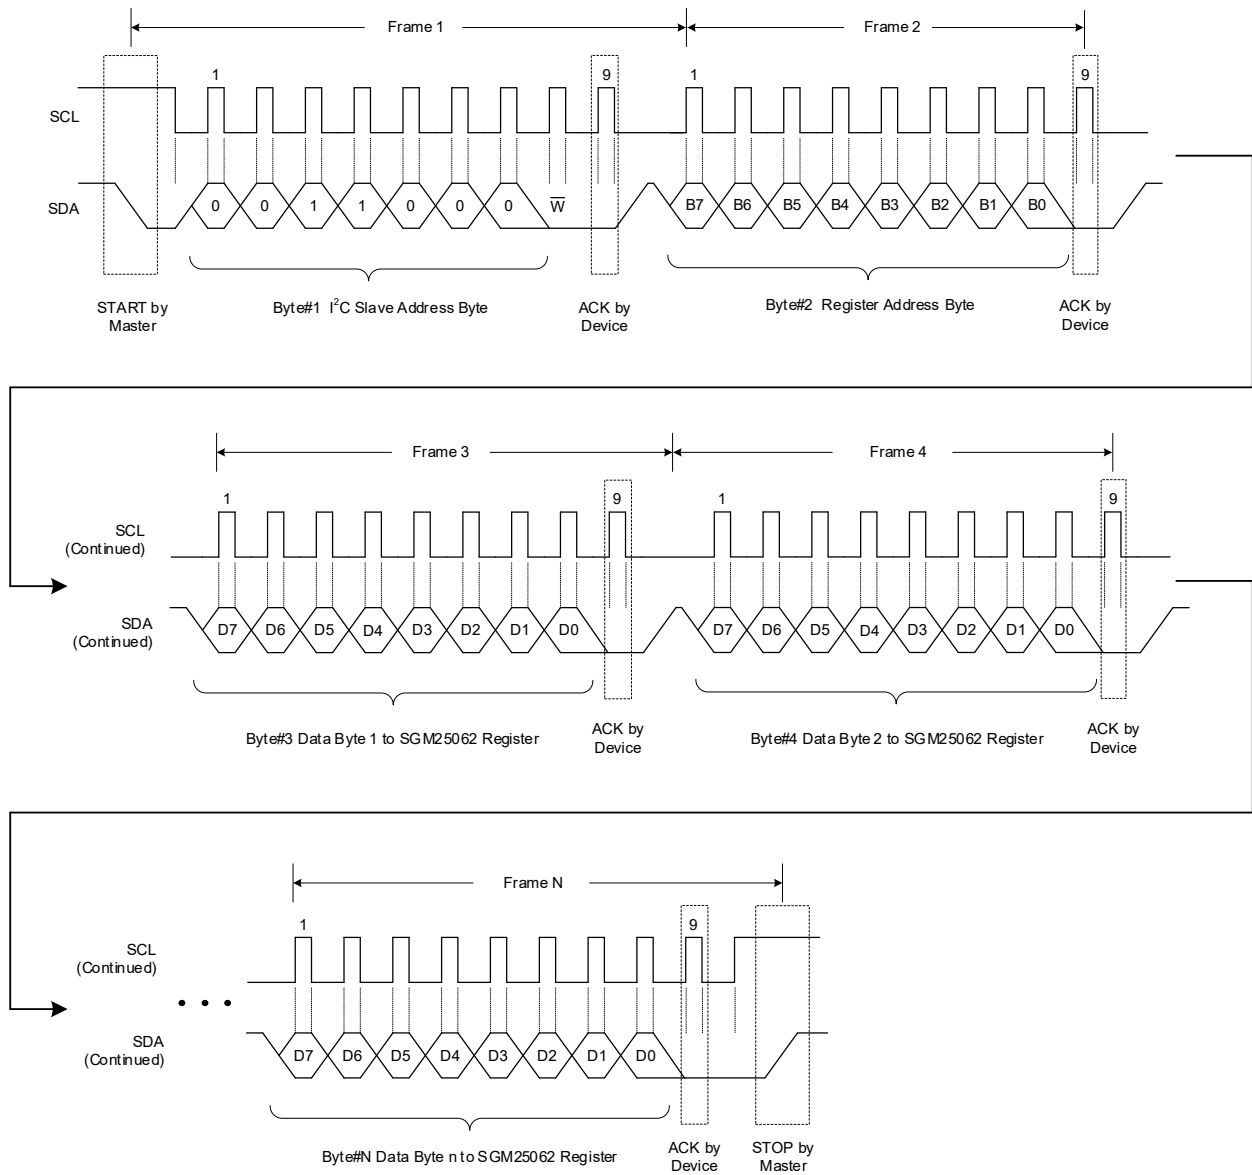 Frame 1
Frame 2
1 9 1 9
SCL
SDA
0 0 1 1 0 0 0 W̅ B7 B6 B5 B4 B3 B2 B1 B0
START by
Master
Byte#1 I²C Slave Address Byte
ACK by
Device
Byte#2 Register Address Byte
ACK by
Device
Frame 3
Frame 4
1 9 1 9
SCL
(Continued)
SDA
(Continued)
D7 D6 D5 D4 D3 D2 D1 D0 D7 D6 D5 D4 D3 D2 D1 D0
Byte#3 Data Byte 1 to SGM25062 Register
ACK by
Device
Byte#4 Data Byte 2 to SGM25062 Register
ACK by
Device
Frame N
1 9
SCL
(Continued)
SDA
(Continued)
D7 D6 D5 D4 D3 D2 D1 D0
Byte#N Data Byte n to SGM25062 Register
ACK by
Device
STOP by
Master